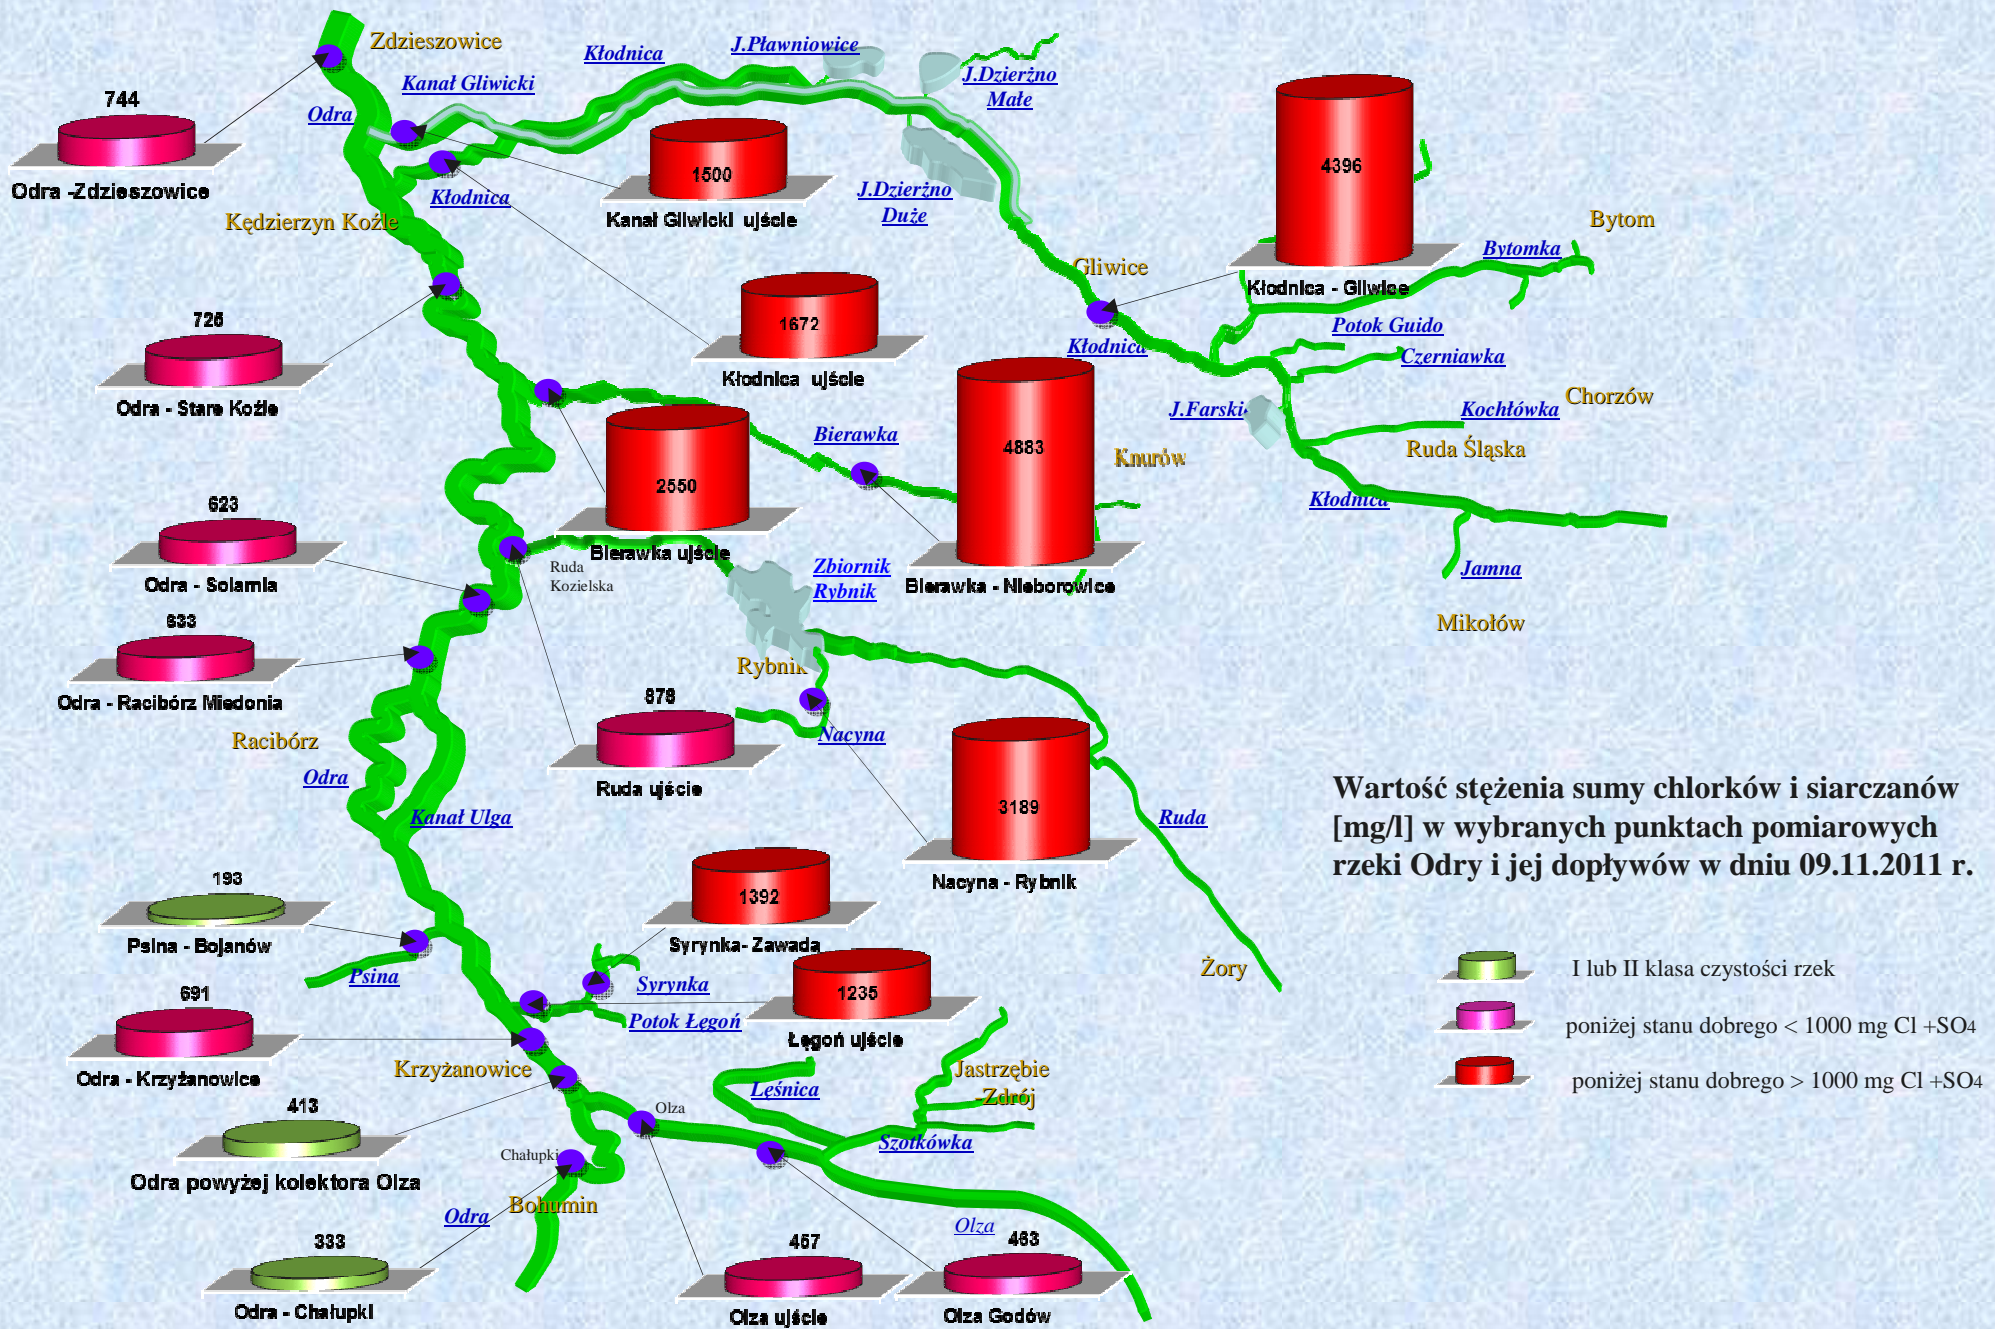 Zdzieszowice
744
Odra -Zdzieszowice
Odra
Kanał Gliwicki
Kłodnica
J.Pławniowice
J.Dzierżno
Małe
1500
Kanał Gliwicki ujście
Kłodnica
J.Dzierżno
Duże
4396
Kłodnica - Gliwice
Bytom
Bytomka
Kędzierzyn Koźle
Gliwice
1672
Kłodnica ujście
Kłodnica
Potok Guido
Czerniawka
726
Odra - Stare Koźle
Chorzów
J.Farski
Kochłówka
Ruda Śląska
Bierawka
4883
Knurów
2550
Bierawka ujście
Bierawka - Nieborowice
Kłodnica
Jamna
Mikołów
623
Odra - Solarnia
Ruda
Kozielska
Zbiornik
Rybnik
633
Odra - Racibórz Miedonia
Rybnik
878
Ruda ujście
Nacyna
3189
Nacyna - Rybnik
Racibórz
Odra
Kanał Ulga
Ruda
Wartość stężenia sumy chlorków i siarczanów
[mg/l] w wybranych punktach pomiarowych
rzeki Odry i jej dopływów w dniu 09.11.2011 r.
193
Psina - Bojanów
Psina
1392
Syrynka- Zawada
Syrynka
Żory
691
Odra - Krzyżanowice
Potok Łęgoń
1235
Łęgoń ujście
I lub II klasa czystości rzek
poniżej stanu dobrego < 1000 mg Cl +SO4
poniżej stanu dobrego > 1000 mg Cl +SO4
Krzyżanowice
Leśnica
Jastrzębie
-Zdrój
413
Odra powyżej kolektora Olza
Olza
Szotkówka
Chałupki
Bohumin
Odra
Olza
333
Odra - Chałupki
457
Olza ujście
463
Olza Godów